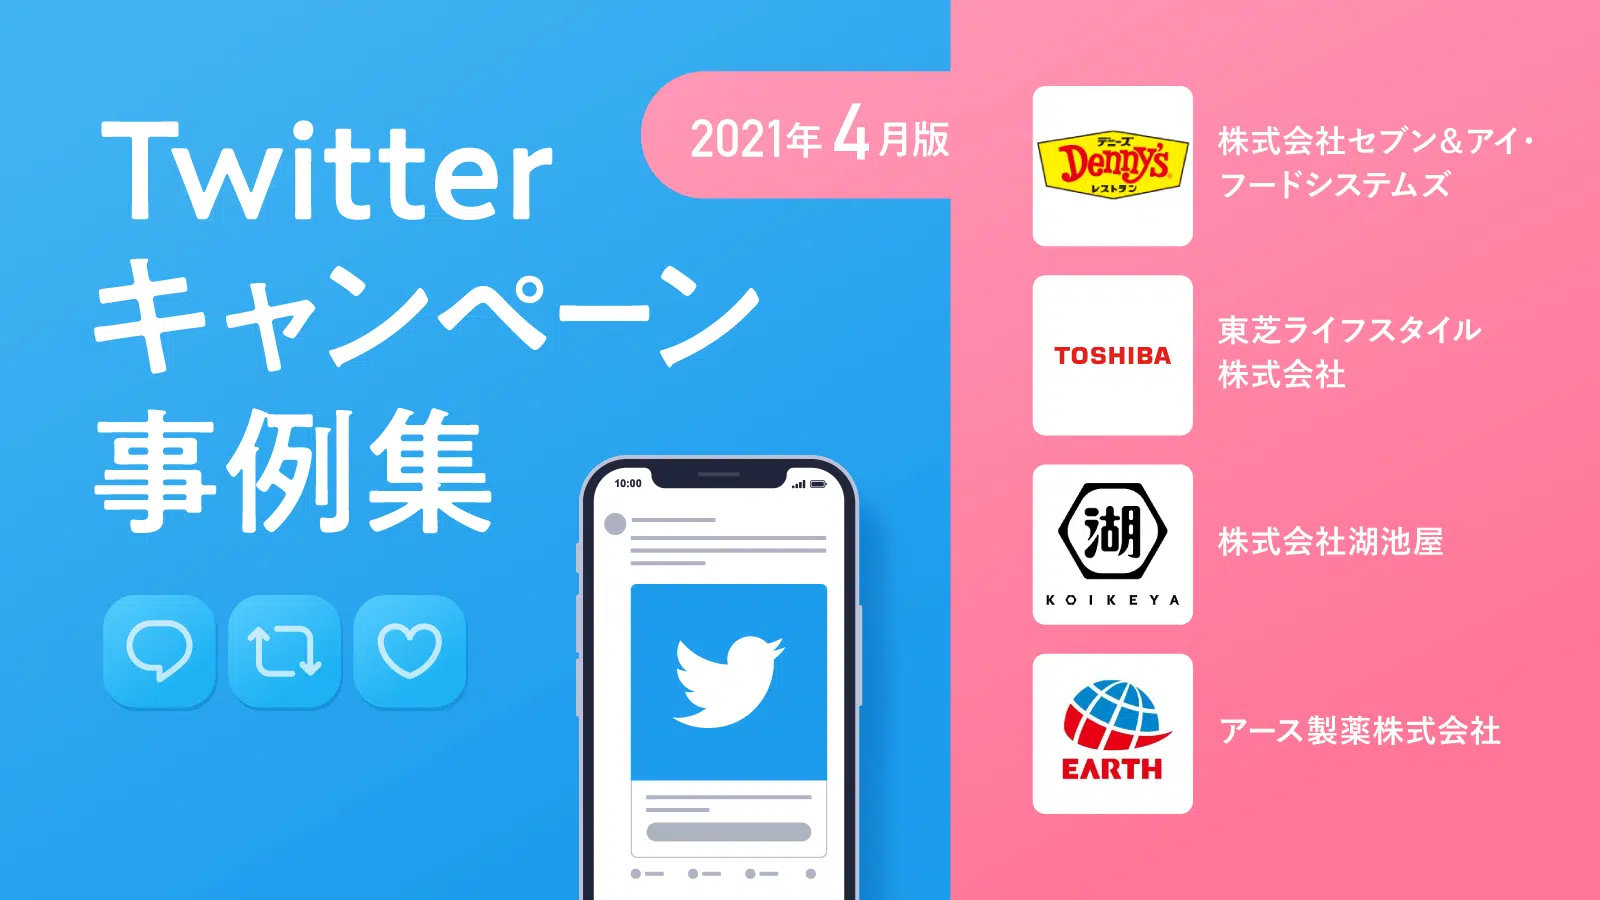 Twitter
キャンペーン
事例集
2021年4月版
10:00
デニーズ
Denny's
レストラン
株式会社セブン&アイ・
フードシステムズ
TOSHIBA
東芝ライフスタイル
株式会社
湖
KOIKEYA
株式会社湖池屋
EARTH
アース製薬株式会社